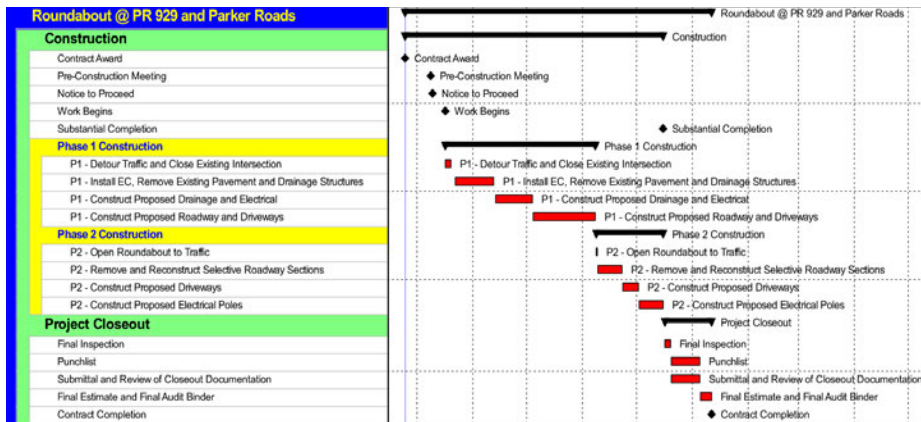 Roundabout @ PR 929 and Parker Roads Roundabout @ PR 929 and Parker Roads
Construction Construction
Contract Award Contract Award
Pre-Construction Meeting Pre-Construction Meeting
Notice to Proceed Notice to Proceed
Work Begins Work Begins
Substantial Completion Substantial Completion
Phase 1 Construction Phase 1 Construction
P1 - Detour Traffic and Close Existing Intersection P1 - Detour Traffic and Close Existing Intersection
P1 - Install EC, Remove Existing Pavement and Drainage Structures P1 - Install EC, Remove Existing Pavement and Drainage Structures
P1 - Construct Proposed Drainage and Electrical P1 - Construct Proposed Drainage and Electrical
P1 - Construct Proposed Roadway and Driveways P1 - Construct Proposed Roadway and Driveways
Phase 2 Construction Phase 2 Construction
P2 - Open Roundabout to Traffic P2 - Open Roundabout to Traffic
P2 - Remove and Reconstruct Selective Roadway Sections P2 - Remove and Reconstruct Selective Roadway Sections
P2 - Construct Proposed Driveways P2 - Construct Proposed Driveways
P2 - Construct Proposed Electrical Poles P2 - Construct Proposed Electrical Poles
Project Closeout Project Closeout
Final Inspection Final Inspection
Punchlist Punchlist
Submittal and Review of Closeout Documentation Submittal and Review of Closeout Documentation
Final Estimate and Final Audit Binder Final Estimate and Final Audit Binder
Contract Completion Contract Completion